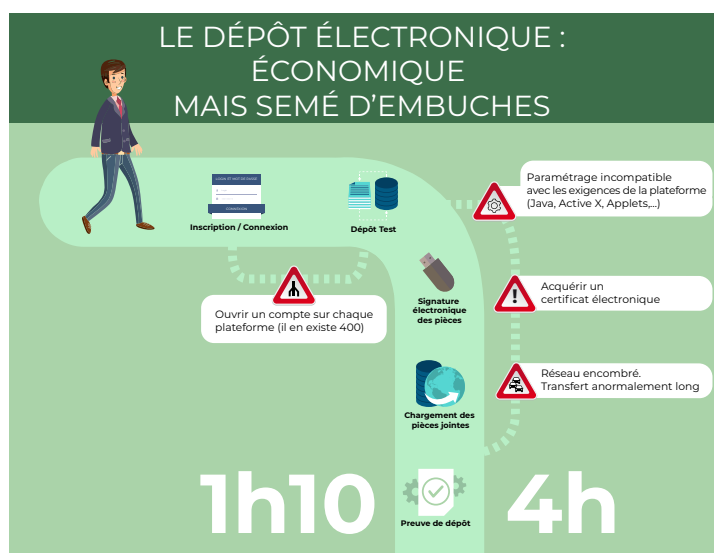 LE DÉPÔT ÉLECTRONIQUE :
ÉCONOMIQUE
MAIS SEMÉ D’EMBUCHES
Inscription / Connexion
Dépôt Test
Paramétrage incompatible
avec les exigences de la plateforme
(Java, Active X, Applets,...)
Ouvrir un compte sur chaque
plateforme (il en existe 400)
Signature
électronique
des pièces
Acquérir un
certificat électronique
Chargement des
pièces jointes
Réseau encombré.
Transfert anormalement long
1h10
Preuve de dépôt
4h